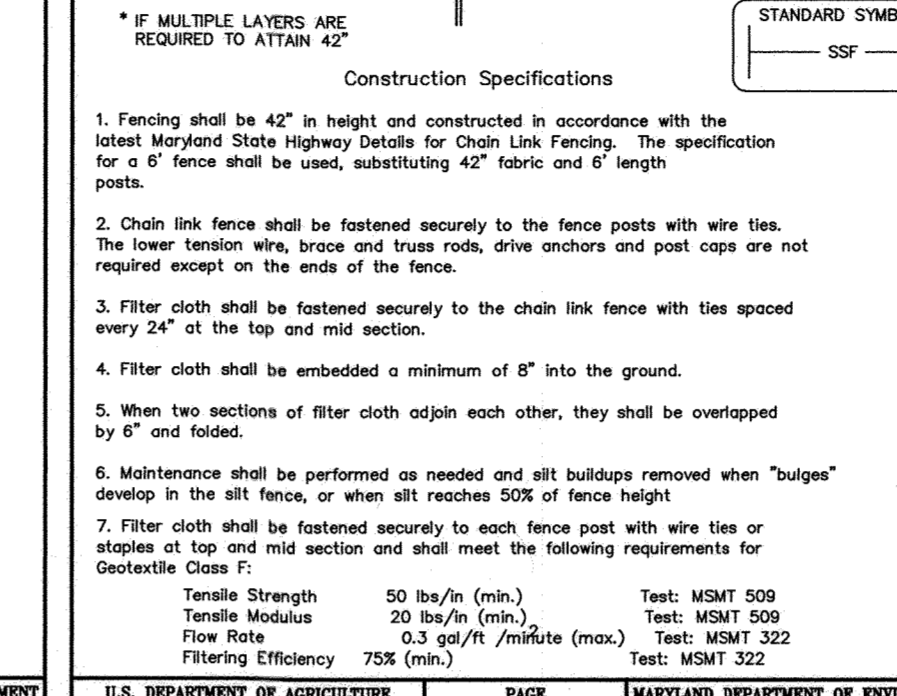 * IF MULTIPLE LAYERS ARE
REQUIRED TO ATTAIN 42"
STANDARD SYMB
SSF
Construction Specifications
1. Fencing shall be 42" in height and constructed in accordance with the
latest Maryland State Highway Details for Chain Link Fencing. The specification
for a 6' fence shall be used, substituting 42" fabric and 6' length
posts.
2. Chain link fence shall be fastened securely to the fence posts with wire ties.
The lower tension wire, brace and truss rods, drive anchors and post caps are not
required except on the ends of the fence.
3. Filter cloth shall be fastened securely to the chain link fence with ties spaced
every 24" at the top and mid section.
4. Filter cloth shall be embedded a minimum of 8" into the ground.
5. When two sections of filter cloth adjoin each other, they shall be overlapped
by 6" and folded.
6. Maintenance shall be performed as needed and silt buildups removed when "bulges"
develop in the silt fence, or when silt reaches 50% of fence height
7. Filter cloth shall be fastened securely to each fence post with wire ties or
staples at top and mid section and shall meet the following requirements for
Geotextile Class F:
Tensile Strength 50 lbs/in (min.) Test: MSMT 509
Tensile Modulus 20 lbs/in (min.) Test: MSMT 509
Flow Rate 0.3 gal/ft²/minute (max.) Test: MSMT 322
Filtering Efficiency 75% (min.) Test: MSMT 322
MENT U.S. DEPARTMENT OF AGRICULTURE PAGE MARYLAND DEPARTMENT OF ENVI